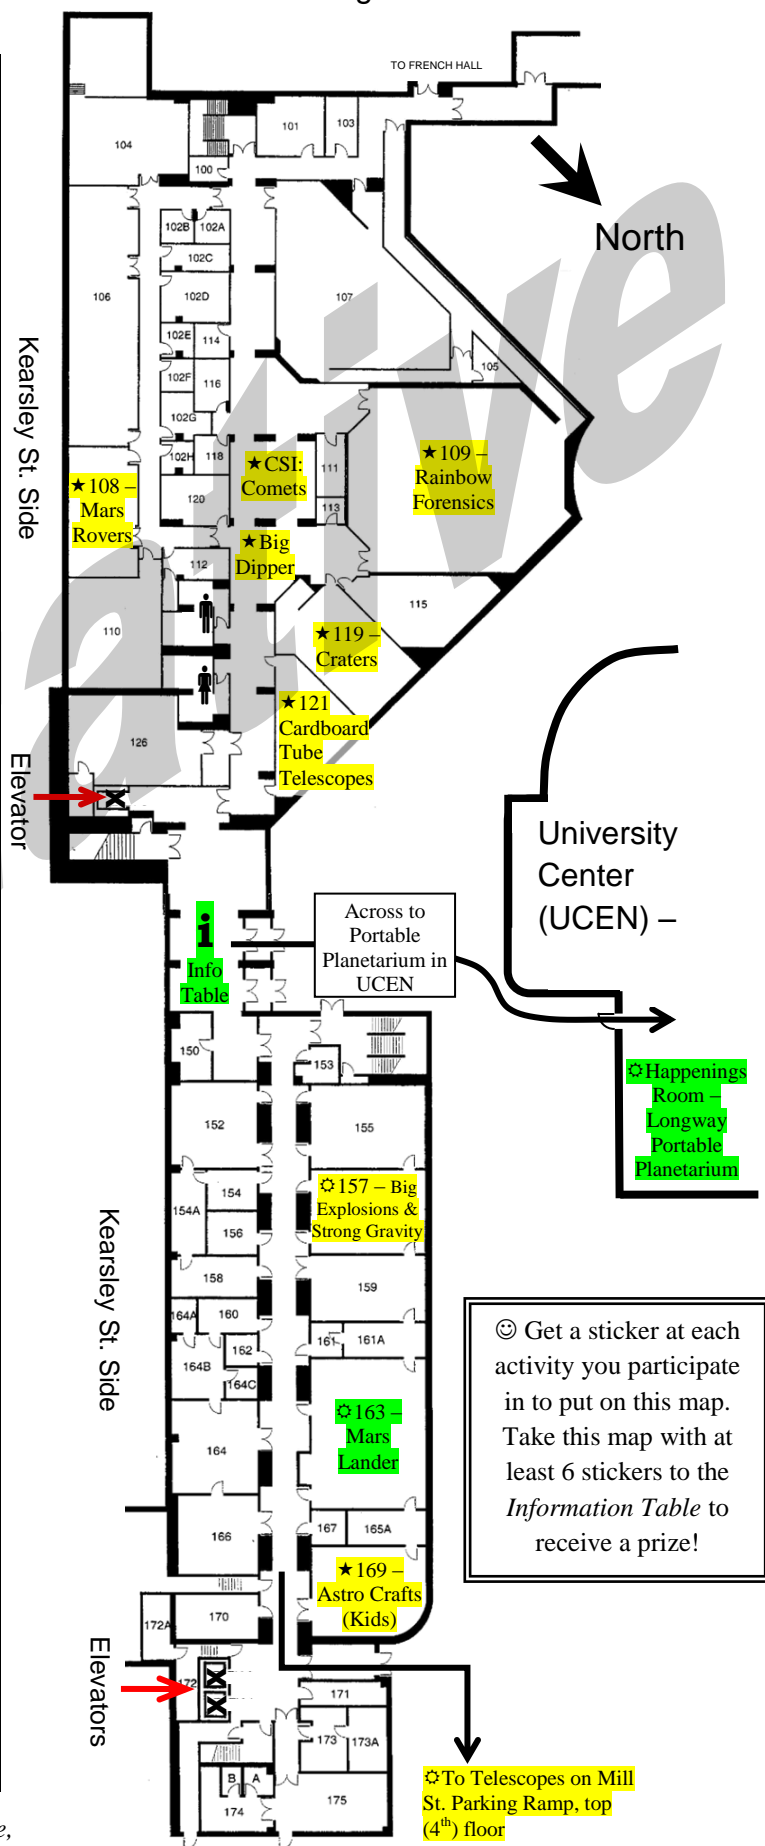 TO FRENCH HALL
North
104
101
103
100
102B
102A
102C
102D
106
107
102E
114
105
102F
116
102G
102H
118
120
111
113
★CSI:
Comets
★109 –
Rainbow
Forensics
★108 –
Mars
Rovers
★Big
Dipper
112
110
115
★119 –
Craters
★121
Cardboard
Tube
Telescopes
126
Kearsley St. Side
Elevator
University
Center
(UCEN) –
Across to
Portable
Planetarium in
UCEN
i
Info
Table
150
153
152
155
☼Happenings
Room –
Longway
Portable
Planetarium
154A
154
156
☼157 – Big
Explosions &
Strong Gravity
158
159
164A
160
161
161A
162
164B
164C
Kearsley St. Side
☼163 –
Mars
Lander
164
☺ Get a sticker at each
activity you participate
in to put on this map.
Take this map with at
least 6 stickers to the
Information Table to
receive a prize!
166
167
165A
★169 –
Astro Crafts
(Kids)
170
172A
172
Elevators
171
173
173A
B
A
174
175
☼To Telescopes on Mill
St. Parking Ramp, top
(4th) floor
e,
ative